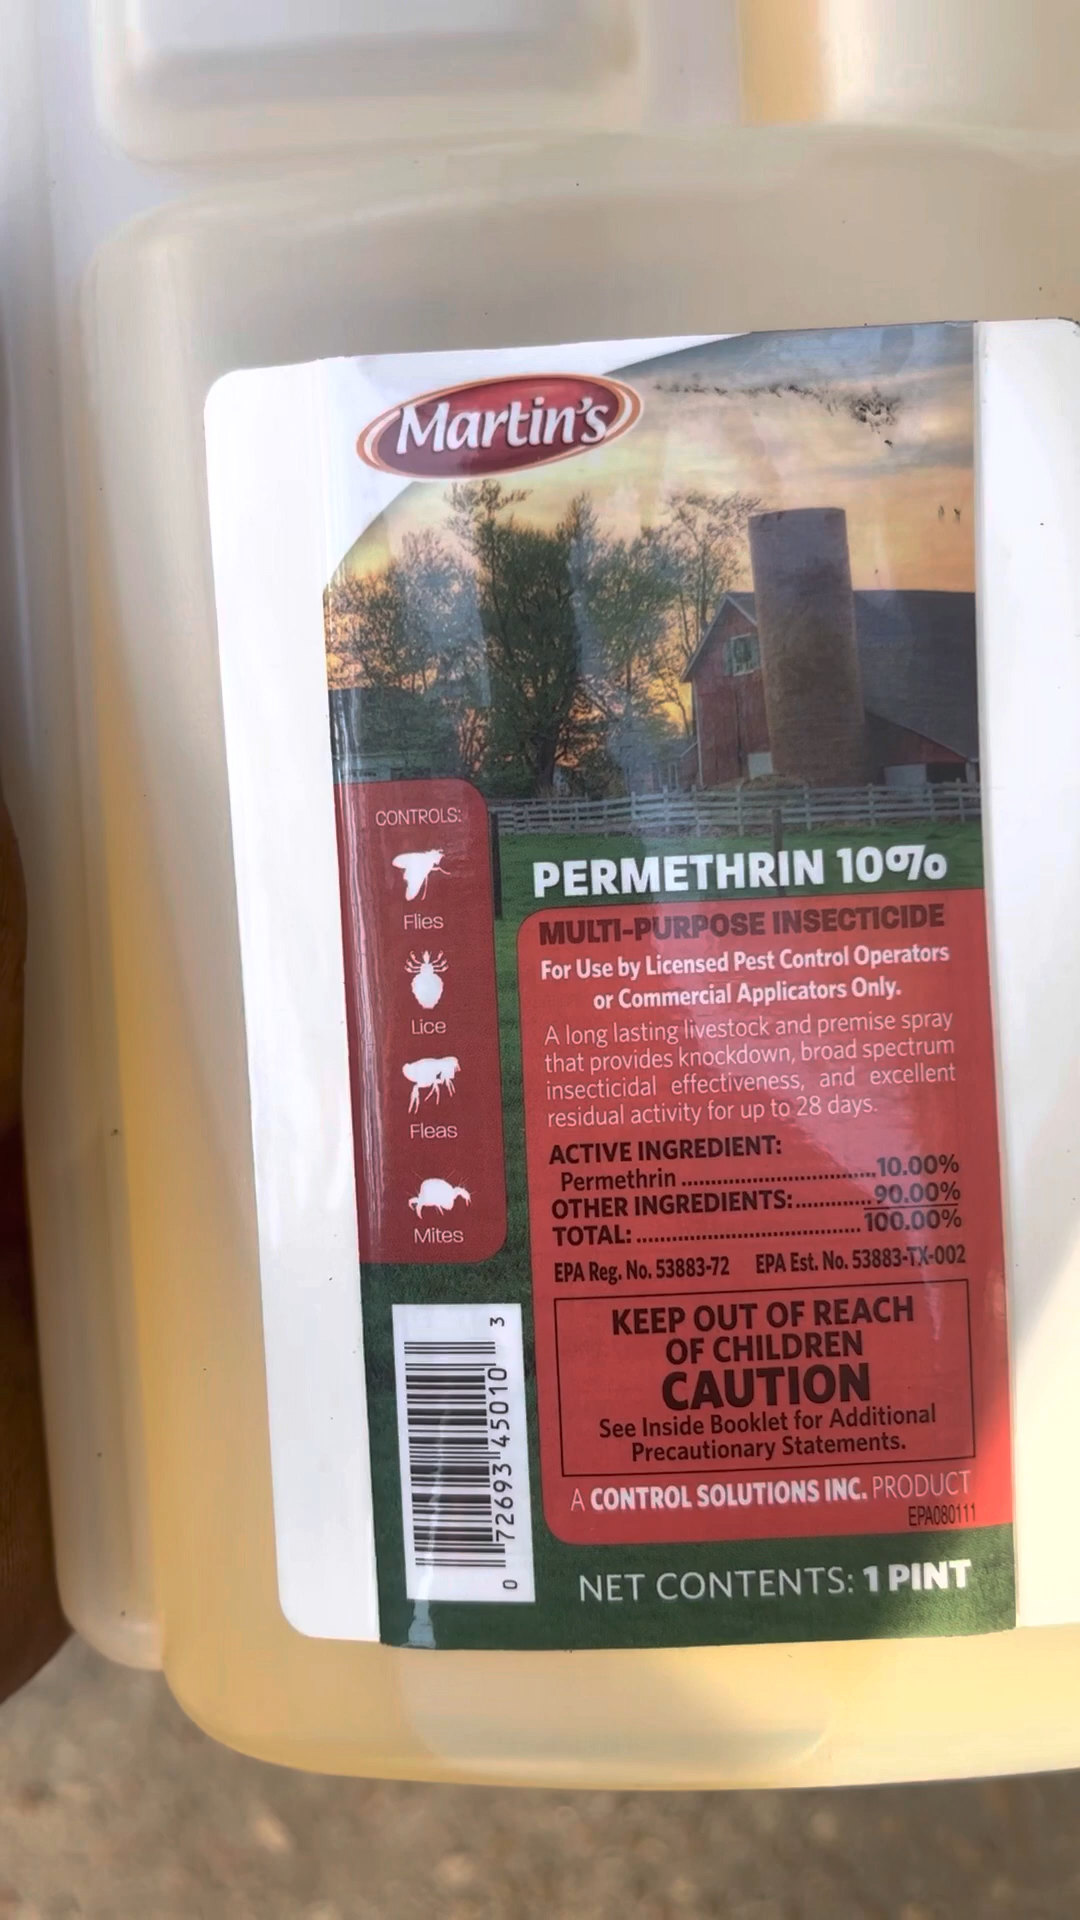 Martin's
CONTROLS:
Flies
Lice
Fleas
Mites
PERMETHRIN 10%
MULTI-PURPOSE INSECTICIDE
For Use by Licensed Pest Control Operators
or Commercial Applicators Only.
A long lasting livestock and premise spray
that provides knockdown, broad spectrum
insecticidal effectiveness, and excellent
residual activity for up to 28 days.
ACTIVE INGREDIENT:
Permethrin ................................ 10.00%
OTHER INGREDIENTS:............ 90.00%
TOTAL: ..................................... 100.00%
EPA Reg. No. 53883-72 EPA Est. No. 53883-TX-002
KEEP OUT OF REACH
OF CHILDREN
CAUTION
See Inside Booklet for Additional
Precautionary Statements.
A CONTROL SOLUTIONS INC. PRODUCT
EPA080111
NET CONTENTS: 1 PINT
0 72693 45010 3